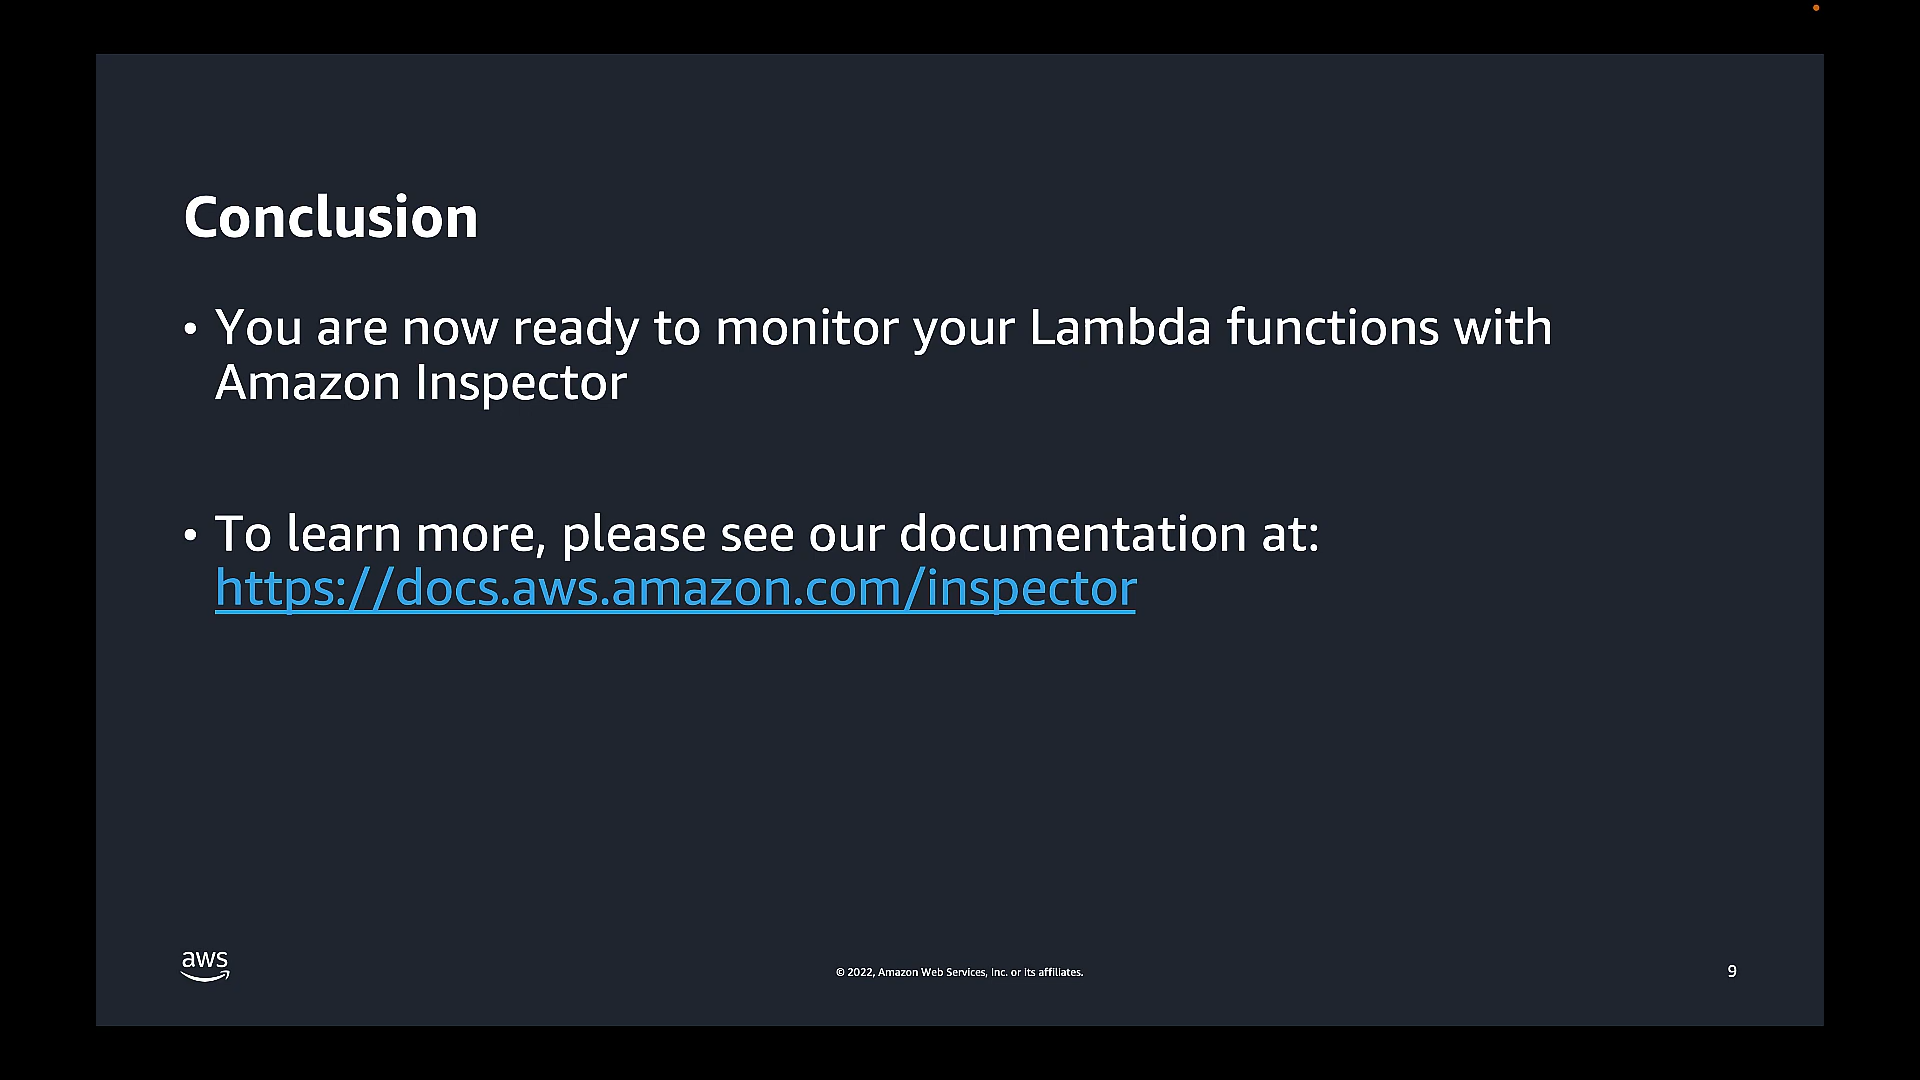 Conclusion
• You are now ready to monitor your Lambda functions with
Amazon Inspector
• To learn more, please see our documentation at:
https://docs.aws.amazon.com/inspector
aws
© 2022, Amazon Web Services, Inc. or its affiliates.
9